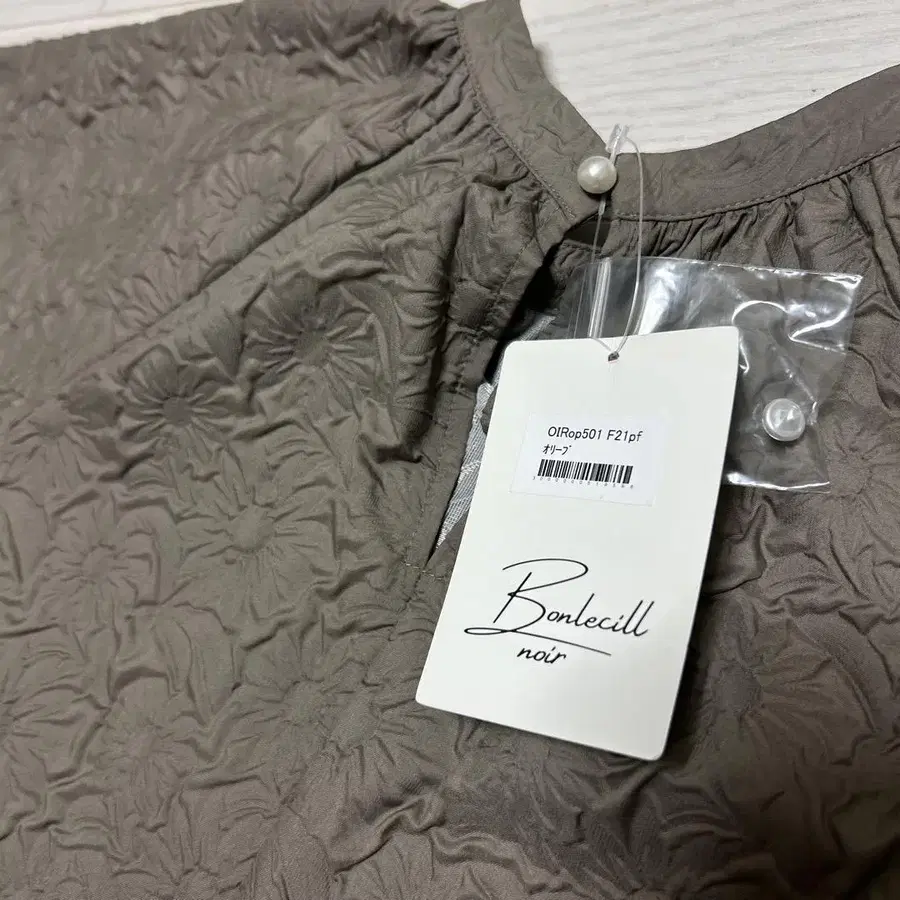 OIRop501 F21pf
ｵﾘｰﾌﾞ
Bonlecill
noir